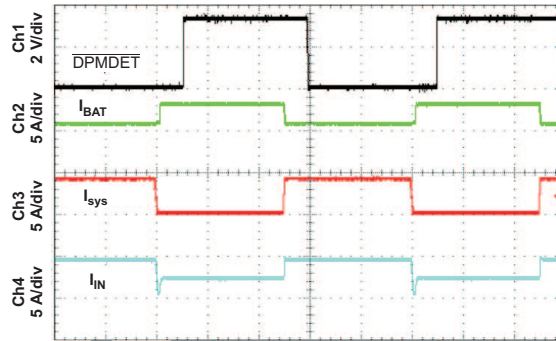 Ch1
2 V/div
DPMDET
Ch2
5 A/div
IBAT
Ch3
5 A/div
Isys
Ch4
5 A/div
IIN